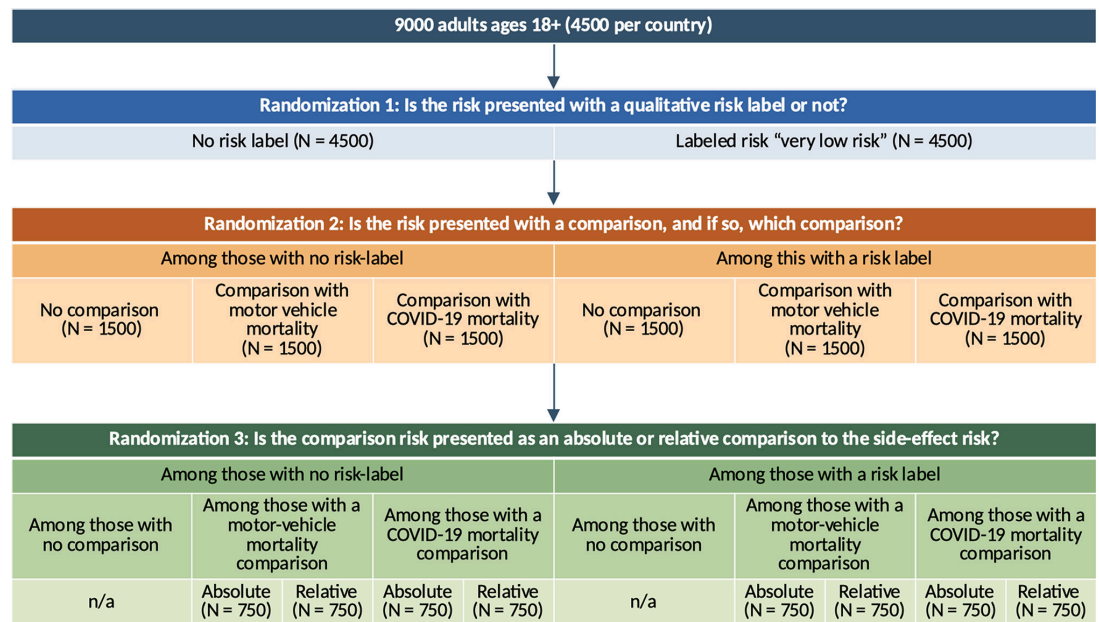 9000 adults ages 18+ (4500 per country)
Randomization 1: Is the risk presented with a qualitative risk label or not?
No risk label (N = 4500)
Labeled risk “very low risk” (N = 4500)
Randomization 2: Is the risk presented with a comparison, and if so, which comparison?
Among those with no risk-label
Among this with a risk label
No comparison
(N = 1500)
Comparison with
motor vehicle
mortality
(N = 1500)
Comparison with
COVID-19 mortality
(N = 1500)
No comparison
(N = 1500)
Comparison with
motor vehicle
mortality
(N = 1500)
Comparison with
COVID-19 mortality
(N = 1500)
Randomization 3: Is the comparison risk presented as an absolute or relative comparison to the side-effect risk?
Among those with no risk-label
Among those with a risk label
Among those with
no comparison
Among those with a
motor-vehicle
mortality
comparison
Among those with a
COVID-19 mortality
comparison
Among those with
no comparison
Among those with a
motor-vehicle
mortality
comparison
Among those with a
COVID-19 mortality
comparison
n/a
Absolute
(N = 750)
Relative
(N = 750)
Absolute
(N = 750)
Relative
(N = 750)
n/a
Absolute
(N = 750)
Relative
(N = 750)
Absolute
(N = 750)
Relative
(N = 750)